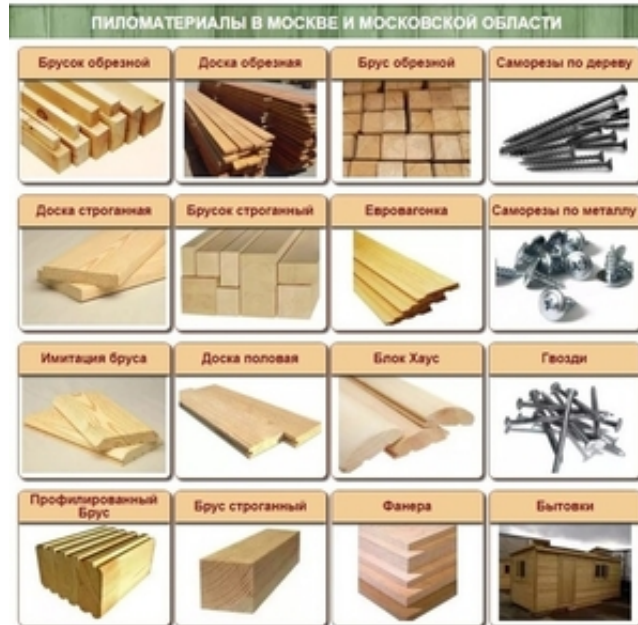 ПИЛОМАТЕРИАЛЫ В МОСКВЕ И МОСКОВСКОЙ ОБЛАСТИ
Брусок обрезной
Доска обрезная
Брус обрезной
Саморезы по дереву
Доска строганная
Брусок строганный
Евровагонка
Саморезы по металлу
Имитация бруса
Доска половая
Блок Хаус
Гвозди
Профилированный
Брус
Брус строганный
Фанера
Бытовки